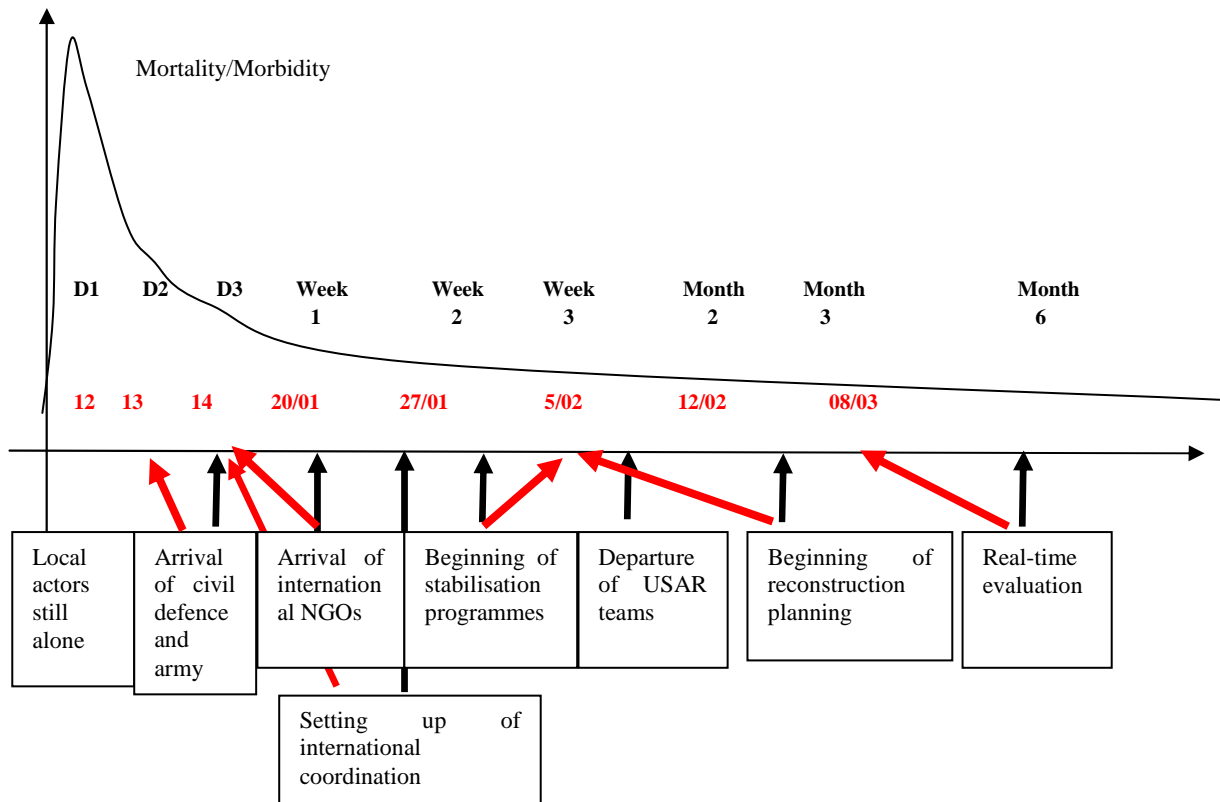 Mortality/Morbidity
D1 D2 D3 Week Week Week Month Month Month
1 2 3 2 3 6
12 13 14 20/01 27/01 5/02 12/02 08/03
Local
actors
still
alone
Arrival
of civil
defence
and
army
Arrival of
internation
al NGOs
Beginning of
stabilisation
programmes
Departure
of USAR
teams
Beginning of
reconstruction
planning
Real-time
evaluation
Setting up of
international
coordination